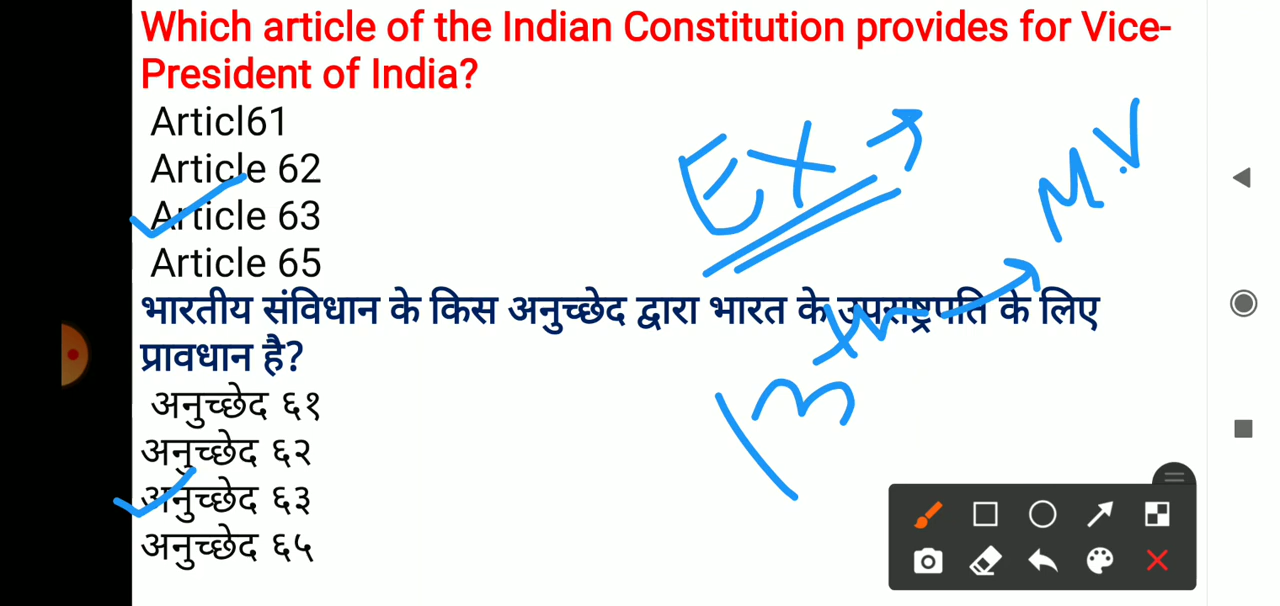 Which article of the Indian Constitution provides for Vice-
President of India?
Articl61
Article 62
Article 63
Article 65
EX
M.V
भारतीय संविधान के किस अनुच्छेद द्वारा भारत के उपराष्ट्रपति के लिए
प्रावधान है?
13th
अनुच्छेद ६१
अनुच्छेद ६२
अनुच्छेद ६३
अनुच्छेद ६५